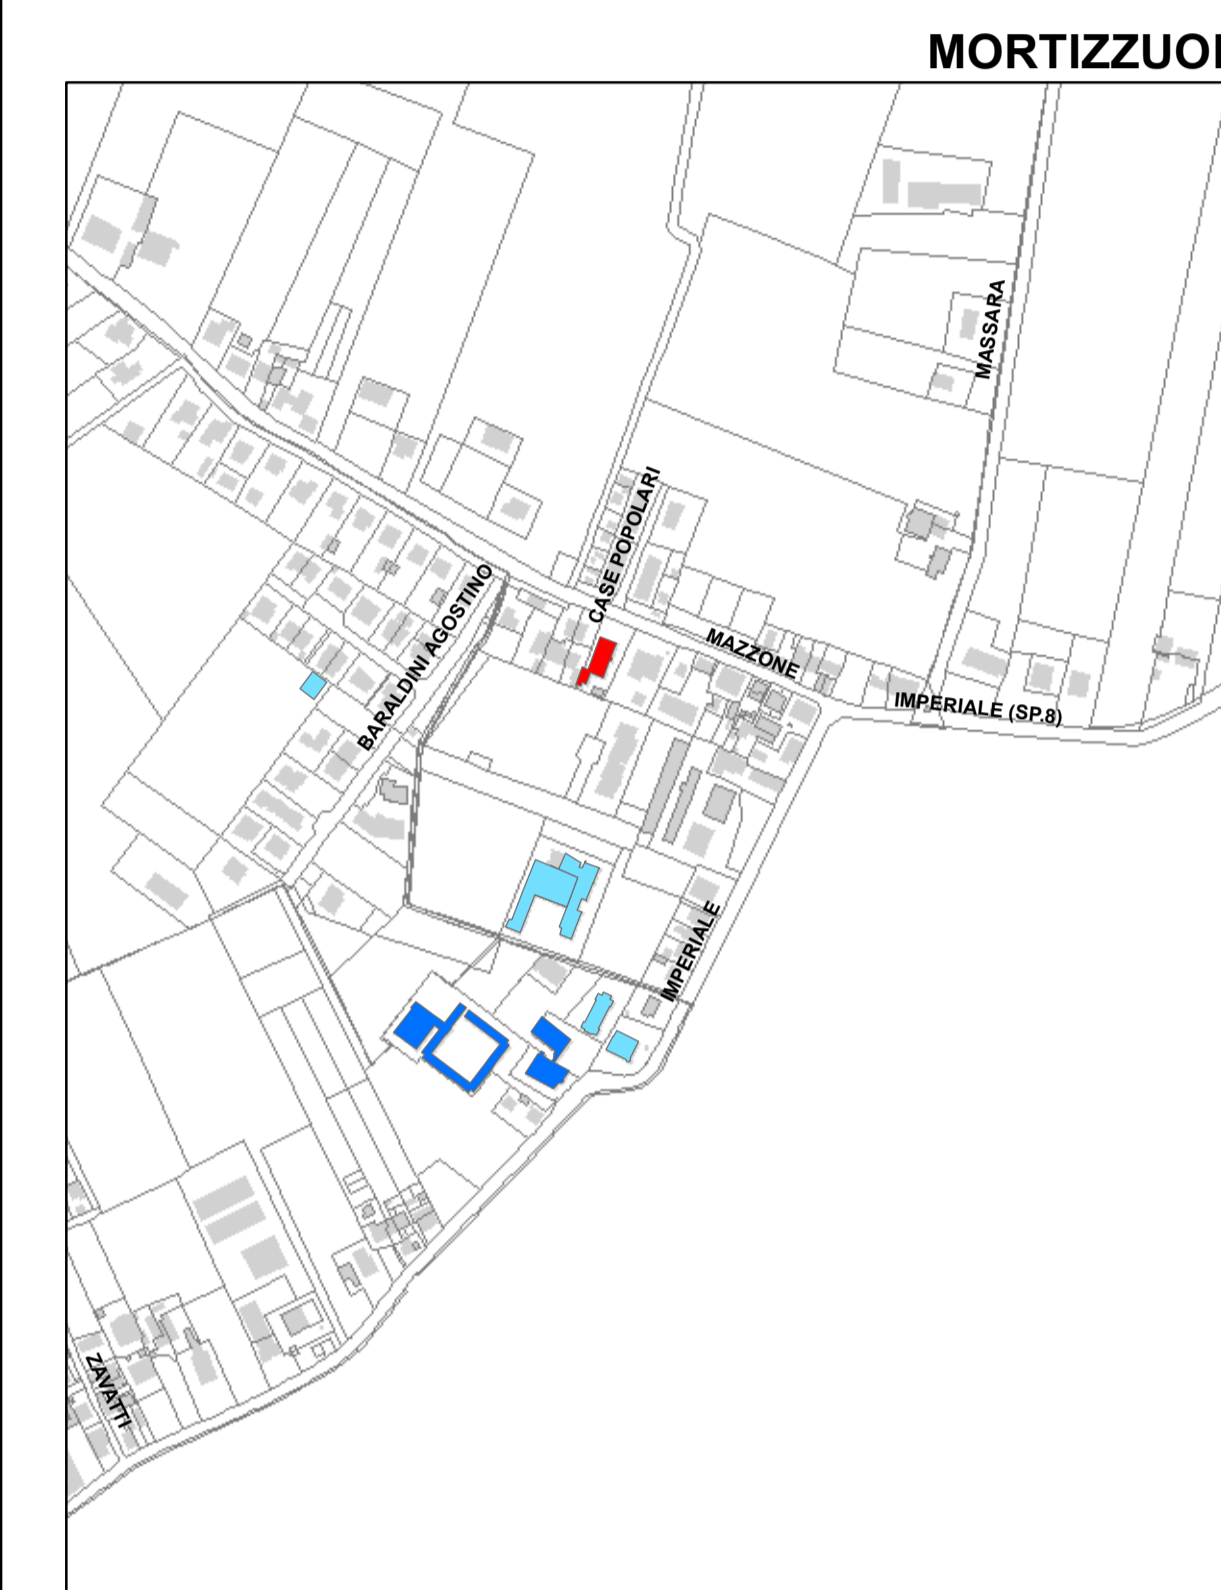 MORTIZZUO
MASSARA
CASE POPOLARI
BARALDINI AGOSTINO
MAZZONE
IMPERIALE (SP.8)
IMPERIALE
ZAVATTI